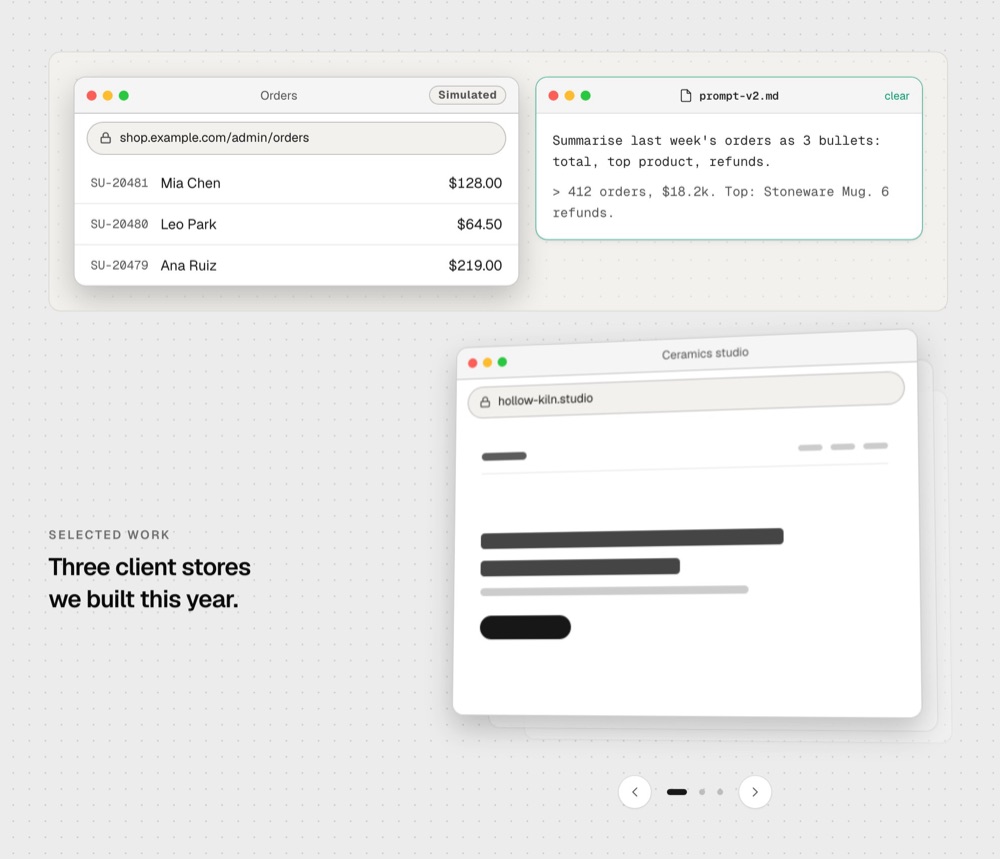 Orders
Simulated
shop.example.com/admin/orders
SU-20481 Mia Chen $128.00
SU-20480 Leo Park $64.50
SU-20479 Ana Ruiz $219.00
prompt-v2.md
clear
Summarise last week's orders as 3 bullets:
total, top product, refunds.
> 412 orders, $18.2k. Top: Stoneware Mug. 6
refunds.
Ceramics studio
hollow-kiln.studio
SELECTED WORK
Three client stores
we built this year.